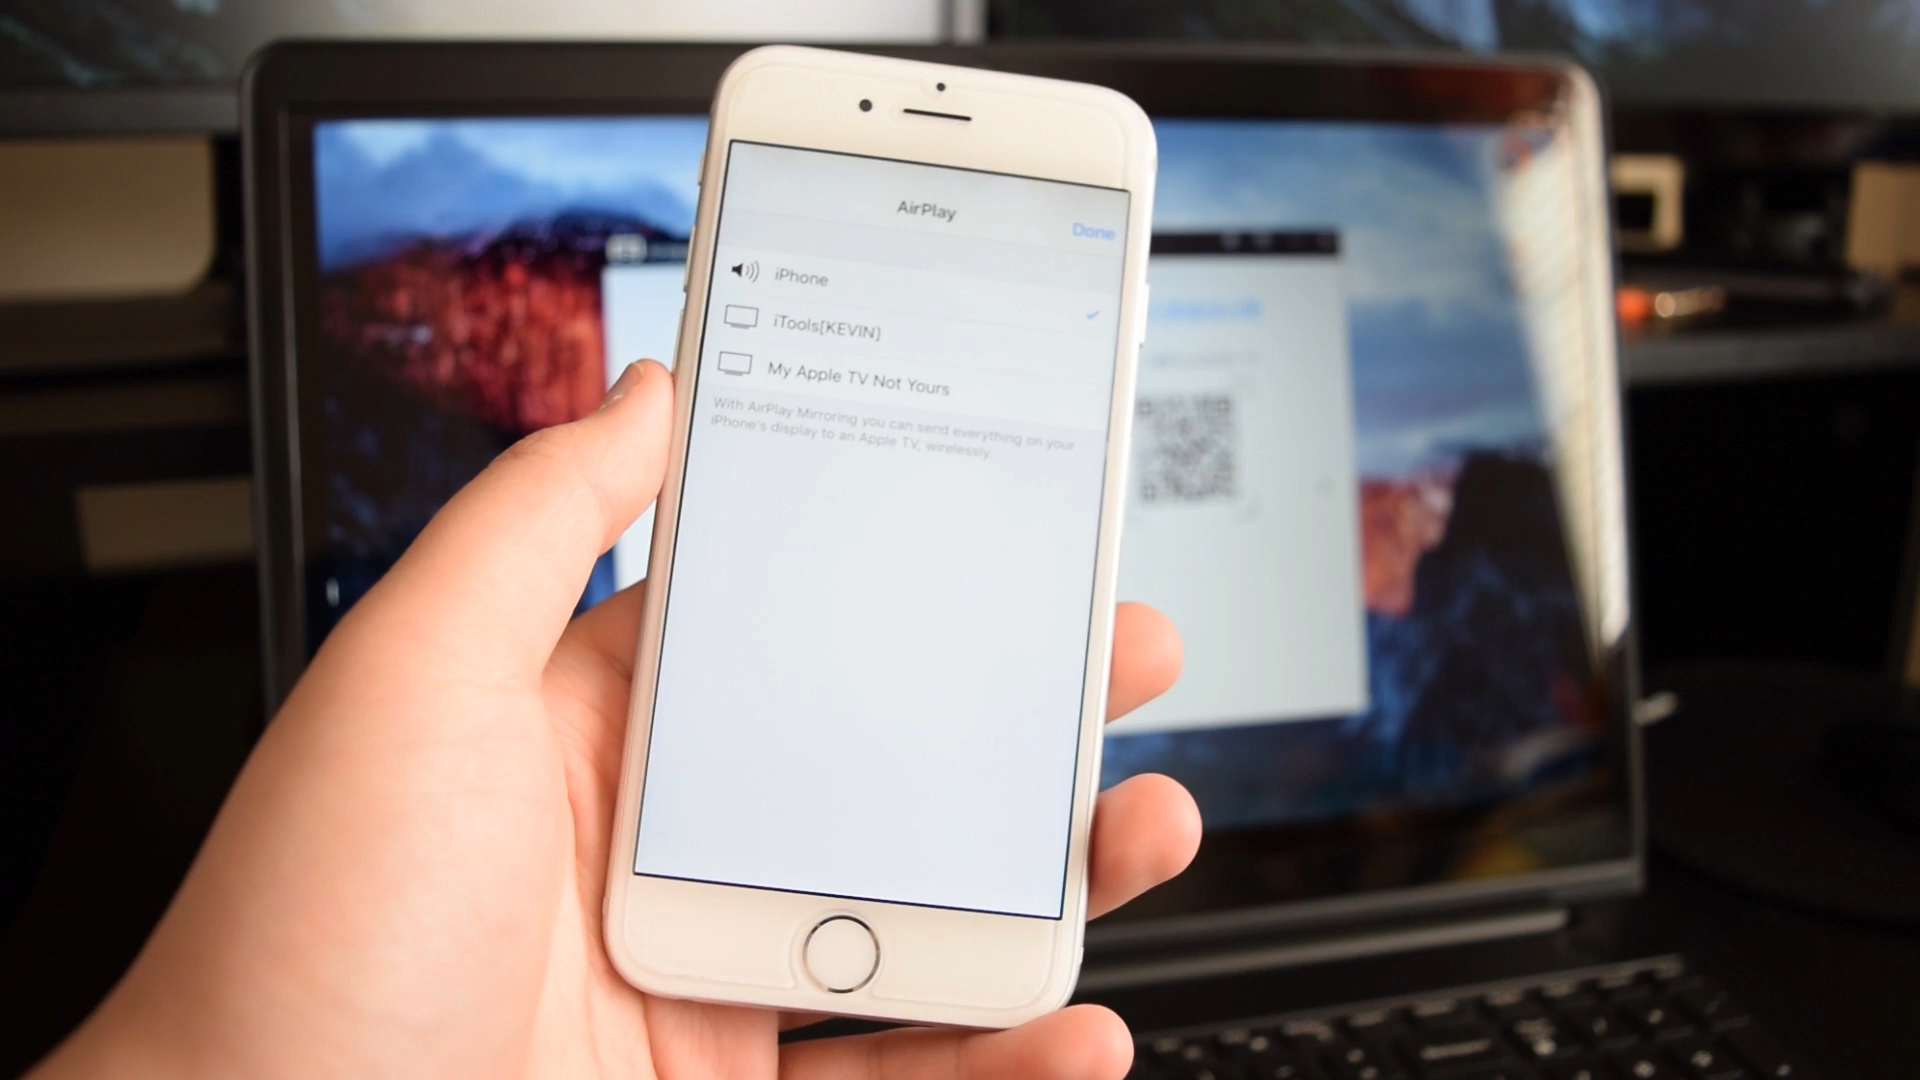 AirPlay
Done
iPhone
iTools[KEVIN]
My Apple TV Not Yours
With AirPlay Mirroring you can send everything on your
iPhone's display to an Apple TV, wirelessly.